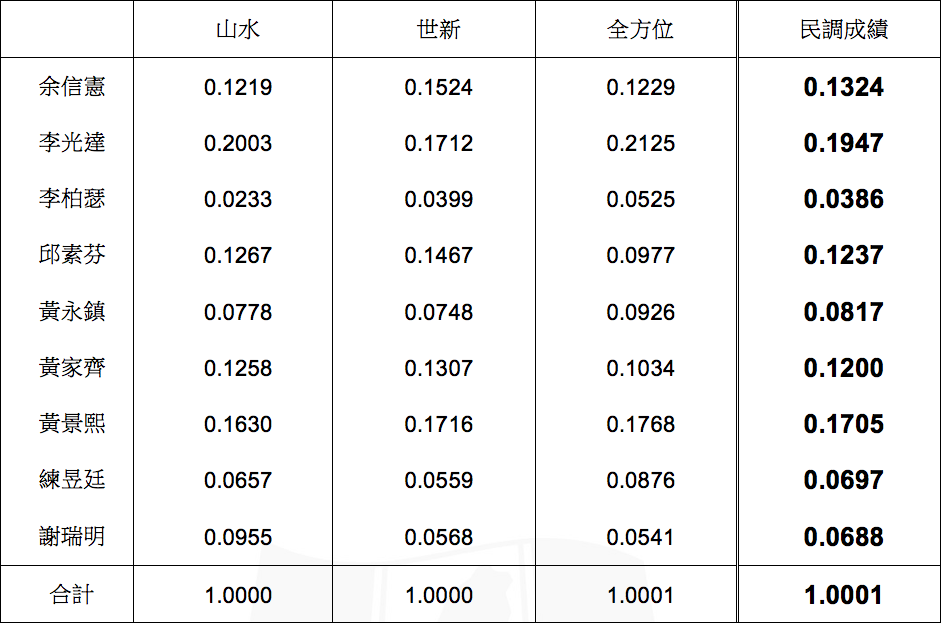 山水 世新 全方位 民調成績
余信憲 0.1219 0.1524 0.1229 0.1324
李光達 0.2003 0.1712 0.2125 0.1947
李柏瑟 0.0233 0.0399 0.0525 0.0386
邱素芬 0.1267 0.1467 0.0977 0.1237
黃永鎮 0.0778 0.0748 0.0926 0.0817
黃家齊 0.1258 0.1307 0.1034 0.1200
黃景熙 0.1630 0.1716 0.1768 0.1705
練昱廷 0.0657 0.0559 0.0876 0.0697
謝瑞明 0.0955 0.0568 0.0541 0.0688
合計 1.0000 1.0000 1.0001 1.0001